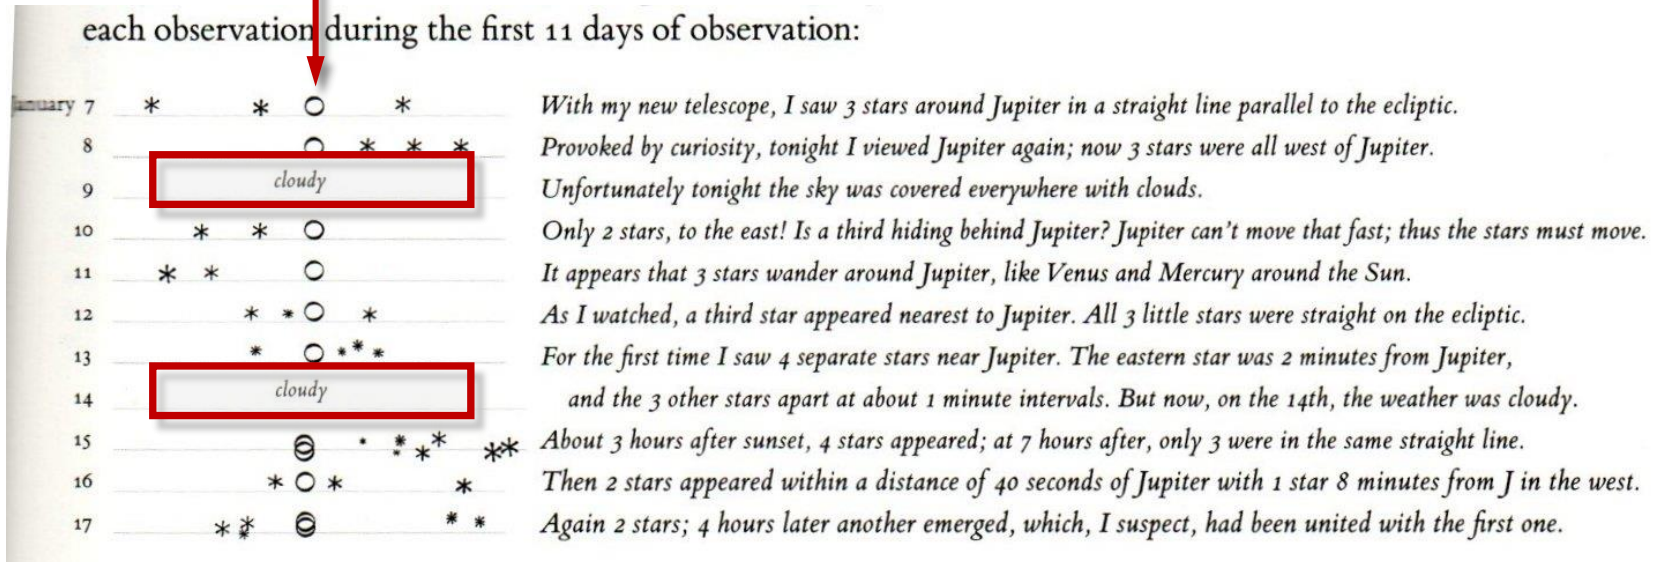 each observation during the first 11 days of observation:
January 7 * * O * With my new telescope, I saw 3 stars around Jupiter in a straight line parallel to the ecliptic.
8 O * * * Provoked by curiosity, tonight I viewed Jupiter again; now 3 stars were all west of Jupiter.
9 cloudy Unfortunately tonight the sky was covered everywhere with clouds.
10 * * O Only 2 stars, to the east! Is a third hiding behind Jupiter? Jupiter can't move that fast; thus the stars must move.
11 * * O It appears that 3 stars wander around Jupiter, like Venus and Mercury around the Sun.
12 * * O * As I watched, a third star appeared nearest to Jupiter. All 3 little stars were straight on the ecliptic.
13 * O * * * For the first time I saw 4 separate stars near Jupiter. The eastern star was 2 minutes from Jupiter,
14 cloudy and the 3 other stars apart at about 1 minute intervals. But now, on the 14th, the weather was cloudy.
15 About 3 hours after sunset, 4 stars appeared; at 7 hours after, only 3 were in the same straight line.
16 * O * * Then 2 stars appeared within a distance of 40 seconds of Jupiter with 1 star 8 minutes from J in the west.
17 Again 2 stars; 4 hours later another emerged, which, I suspect, had been united with the first one.